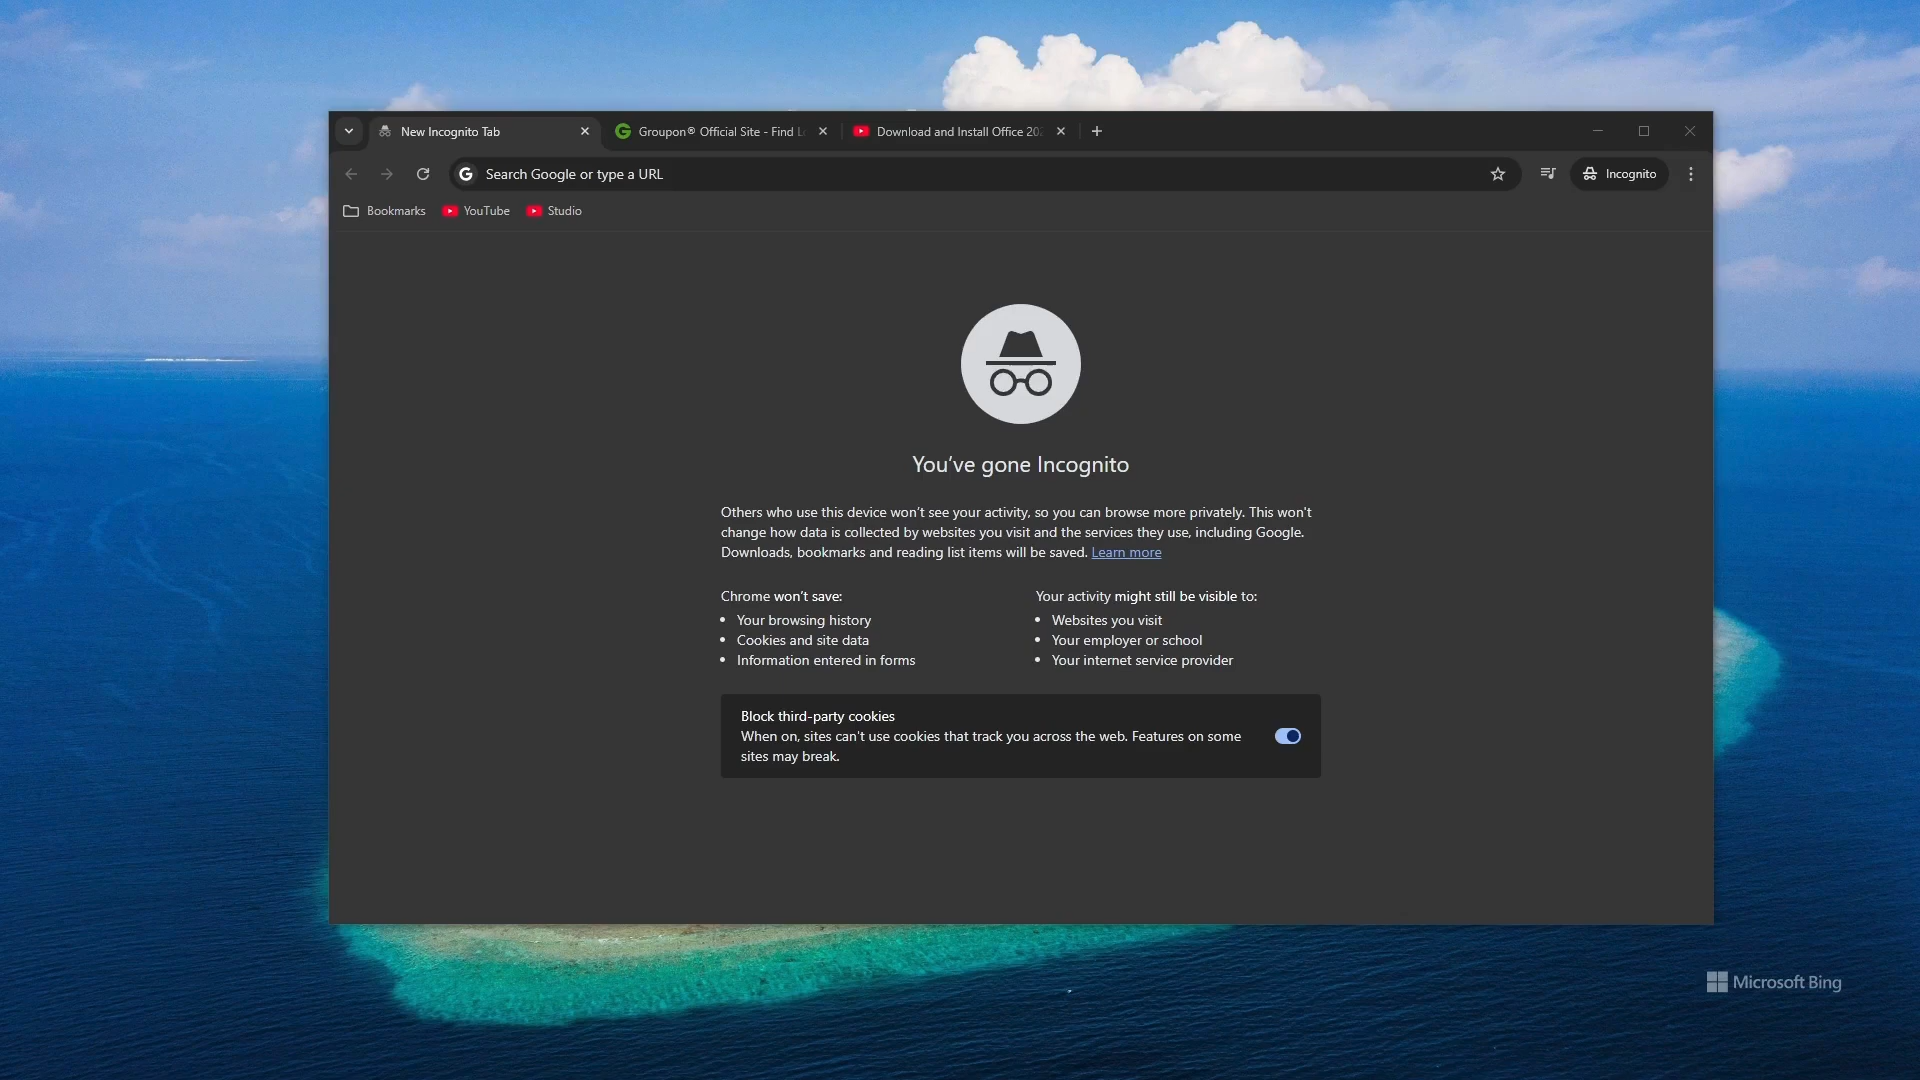 New Incognito Tab
Groupon® Official Site - Find L
Download and Install Office 202
Search Google or type a URL
Incognito
Bookmarks
YouTube
Studio
You've gone Incognito
Others who use this device won't see your activity, so you can browse more privately. This won't
change how data is collected by websites you visit and the services they use, including Google.
Downloads, bookmarks and reading list items will be saved. Learn more
Chrome won't save:
• Your browsing history
• Cookies and site data
• Information entered in forms
Your activity might still be visible to:
• Websites you visit
• Your employer or school
• Your internet service provider
Block third-party cookies
When on, sites can't use cookies that track you across the web. Features on some
sites may break.
Microsoft Bing